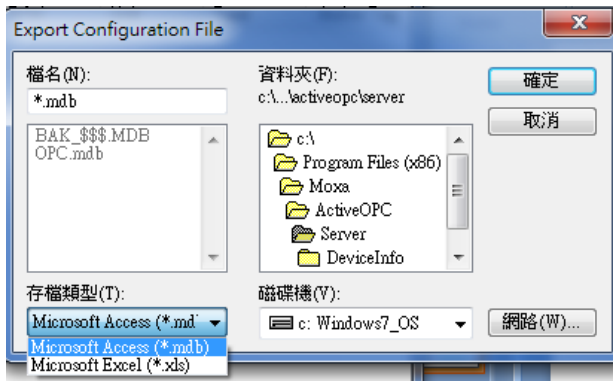 Export Configuration File
檔名(N):
*.mdb
BAK_$$$.MDB
OPC.mdb
資料夾(F):
c:\...\activeopc\server
c:\
Program Files (x86)
Moxa
ActiveOPC
Server
DeviceInfo
確定
取消
存檔類型(T):
Microsoft Access (*.md
Microsoft Access (*.mdb)
Microsoft Excel (*.xls)
磁碟機(V):
c: Windows7_OS
網路(W)...